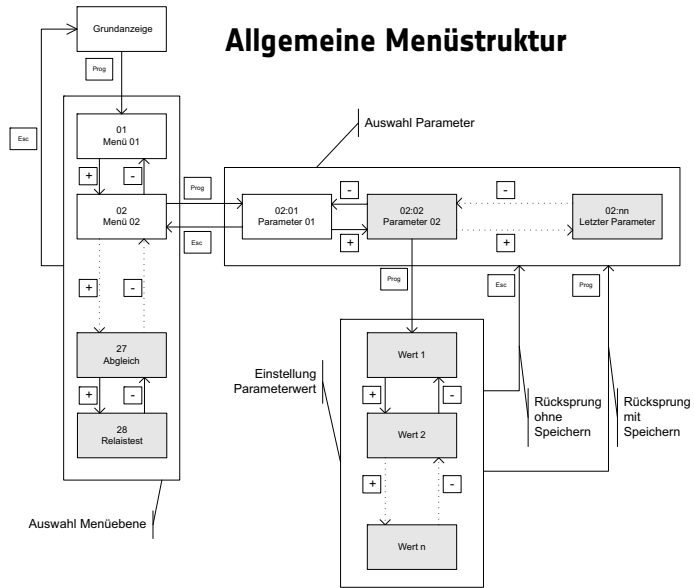 Grundanzeige
Allgemeine Menüstruktur
Prog
Esc
01
Menü 01
Auswahl Parameter
+
-
Prog
-
-
02
Menü 02
02:01
Parameter 01
02:02
Parameter 02
02:nn
Letzter Parameter
Esc
+
+
+
-
Prog
Esc
Prog
27
Abgleich
Wert 1
Einstellung
Parameterwert
+
-
+
-
Rücksprung
ohne
Speichern
Rücksprung
mit
Speichern
28
Relaistest
Wert 2
+
-
Auswahl Menüebene
Wert n